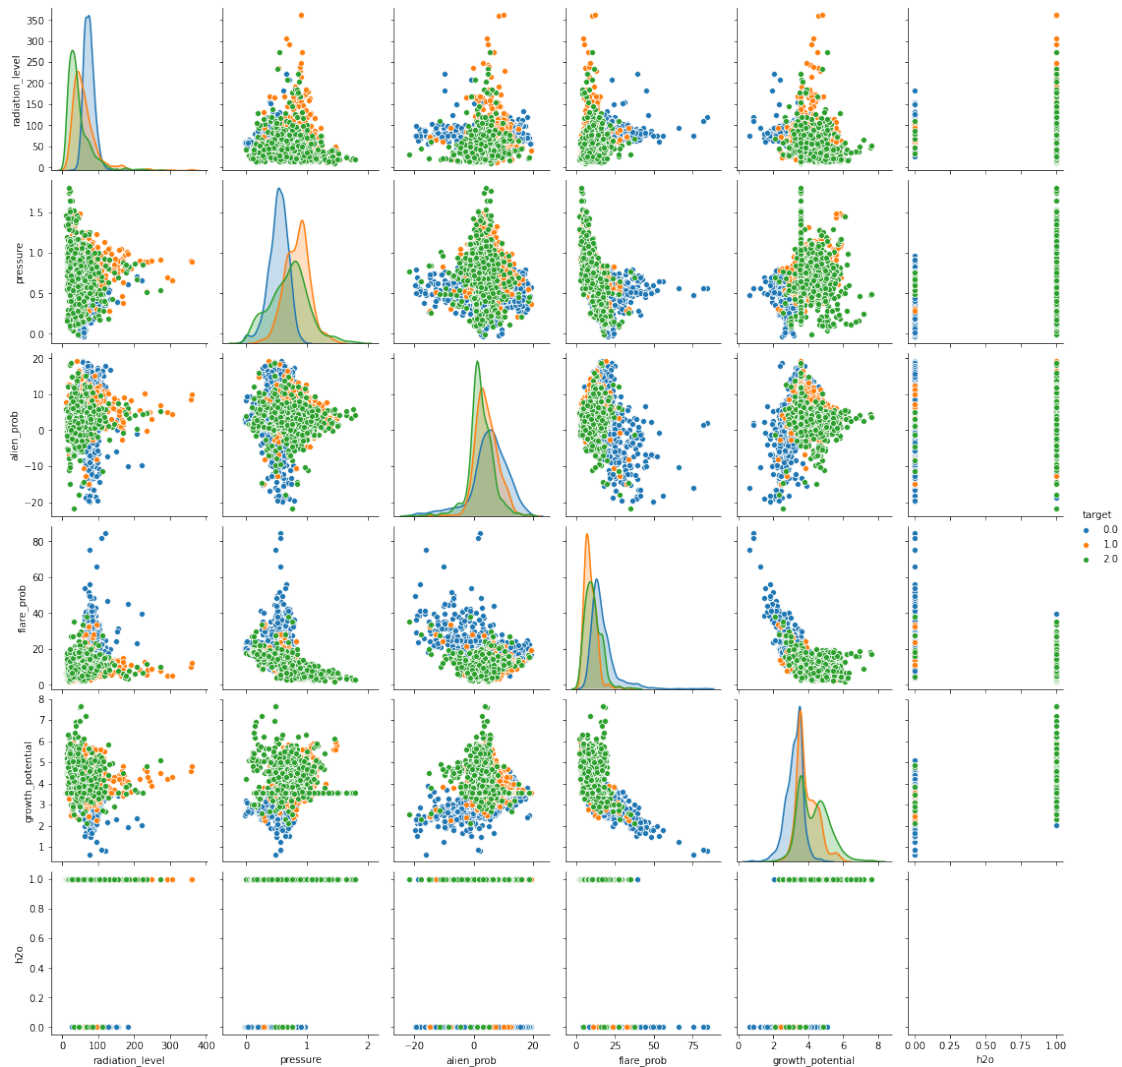 350
300
250
200
150
100
50
0
radiation_level
1.5
1.0
0.5
0.0
pressure
20
10
0
−10
−20
alien_prob
target
0.0
1.0
2.0
80
60
40
20
0
flare_prob
8
7
6
5
4
3
2
1
growth_potential
1.0
0.8
0.6
0.4
0.2
0.0
h2o
0 100 200 300 400
radiation_level
0 1 2
pressure
−20 0 20
alien_prob
0 25 50 75
flare_prob
0 2 4 6 8
growth_potential
0.00 0.25 0.50 0.75 1.00
h2o